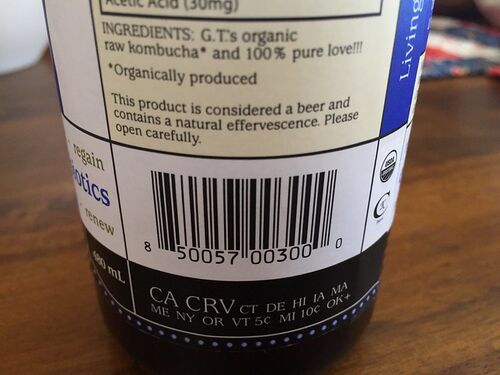 Acetic Acid (30mg)
INGREDIENTS: G.T.'s organic
raw kombucha* and 100% pure love!!!
*Organically produced
This product is considered a beer and
contains a natural effervescence. Please
open carefully.
Living
regain
iotics
renew
480 mL
USDA
8 50057 00300 0
CA CRV CT DE HI IA MA
ME NY OR VT 5¢ MI 10¢ OK+